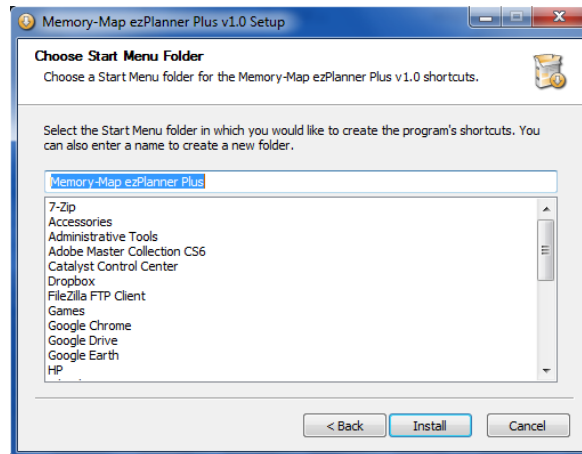 Memory-Map ezPlanner Plus v1.0 Setup
Choose Start Menu Folder
Choose a Start Menu folder for the Memory-Map ezPlanner Plus v1.0 shortcuts.
Select the Start Menu folder in which you would like to create the program's shortcuts. You
can also enter a name to create a new folder.
Memory-Map ezPlanner Plus
7-Zip
Accessories
Administrative Tools
Adobe Master Collection CS6
Catalyst Control Center
Dropbox
FileZilla FTP Client
Games
Google Chrome
Google Drive
Google Earth
HP
< Back Install Cancel